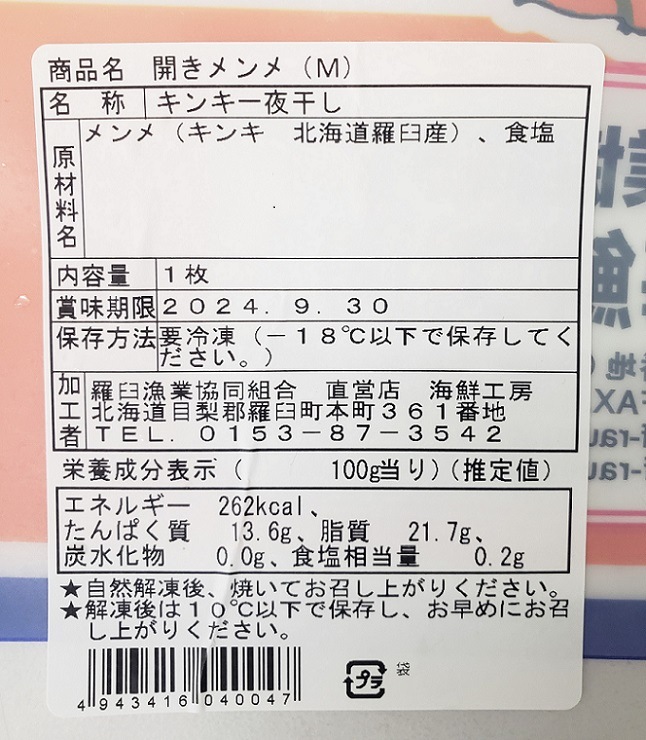 商品名 開きメンメ（M）
名 称 キンキ一夜干し
原材料名 メンメ（キンキ 北海道羅臼産）、食塩
内容量 1枚
賞味期限 2024. 9. 30
保存方法 要冷凍（－18℃以下で保存してく
ださい。）
加工者 羅臼漁業協同組合 直営店 海鮮工房
北海道目梨郡羅臼町本町361番地
TEL. 0153-87-3542
栄養成分表示（ 100g当り）（推定値）
エネルギー 262kcal、
たんぱく質 13.6g、脂質 21.7g、
炭水化物 0.0g、食塩相当量 0.2g
★自然解凍後、焼いてお召し上がりください。
★解凍後は10℃以下で保存し、お早めにお召
し上がりください。
4943416040047
プラ 袋